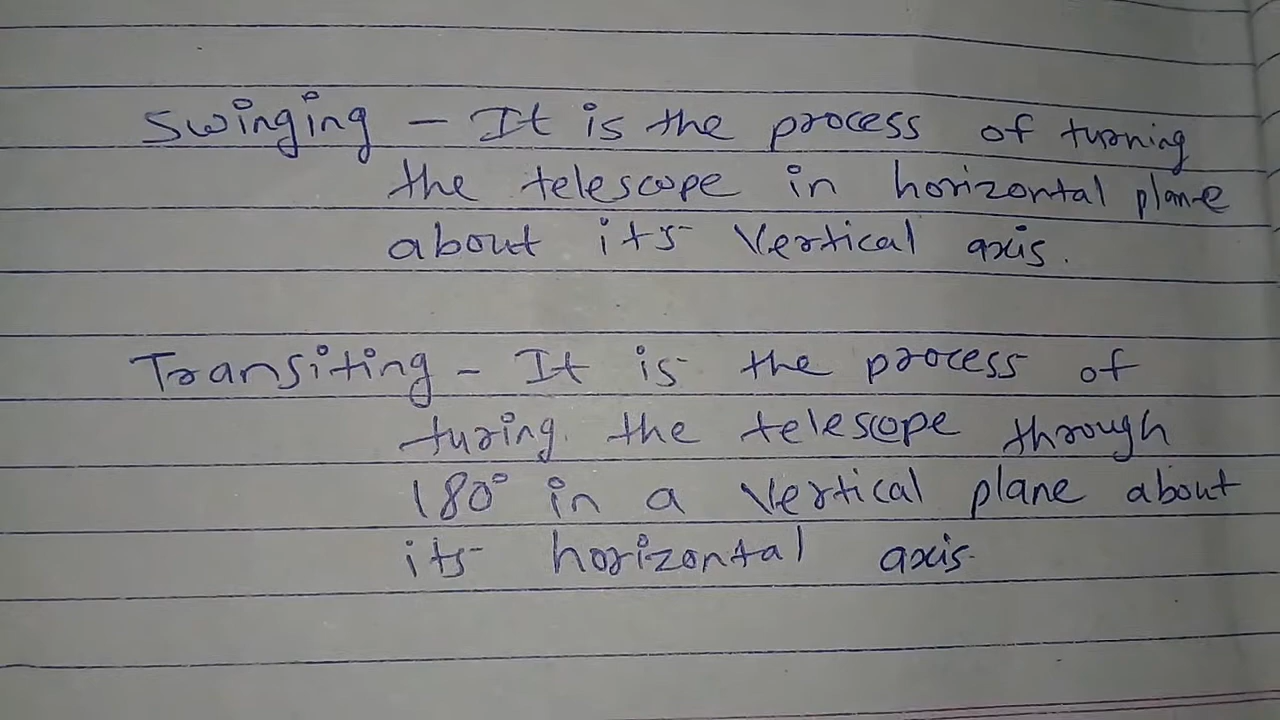 Swinging - It is the process of turning
the telescope in horizontal plane
about its vertical axis.
Transiting - It is the process of
turing. the telescope through
180° in a vertical plane about
its horizontal axis.